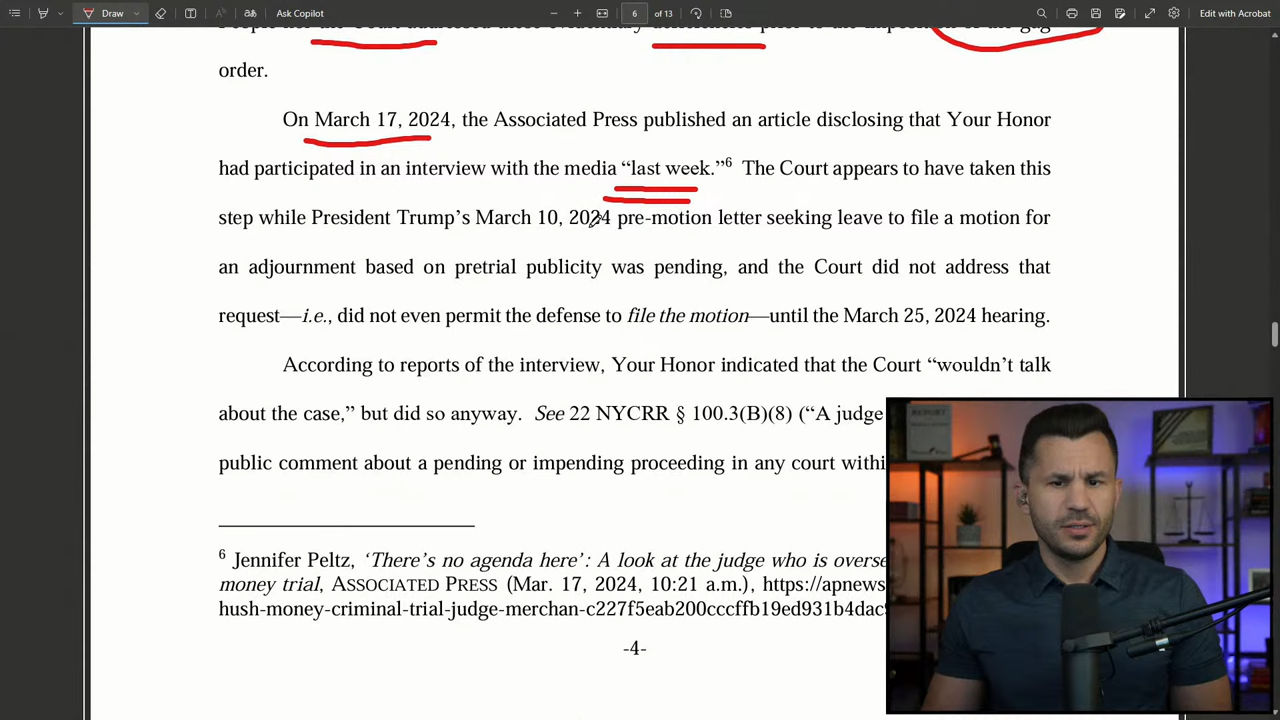 Draw
Ask Copilot
6 of 13
Edit with Acrobat
order.
On March 17, 2024, the Associated Press published an article disclosing that Your Honor
had participated in an interview with the media “last week.”6 The Court appears to have taken this
step while President Trump’s March 10, 2024 pre-motion letter seeking leave to file a motion for
an adjournment based on pretrial publicity was pending, and the Court did not address that
request—i.e., did not even permit the defense to file the motion—until the March 25, 2024 hearing.
According to reports of the interview, Your Honor indicated that the Court “wouldn’t talk
about the case,” but did so anyway. See 22 NYCRR § 100.3(B)(8) (“A judge
public comment about a pending or impending proceeding in any court within
6 Jennifer Peltz, ‘There’s no agenda here’: A look at the judge who is
money trial, ASSOCIATED PRESS (Mar. 17, 2024, 10:21 a.m.), https://apnews
hush-money-criminal-trial-judge-merchan-c227f5eab200cccffb19ed931b4dac
-4-